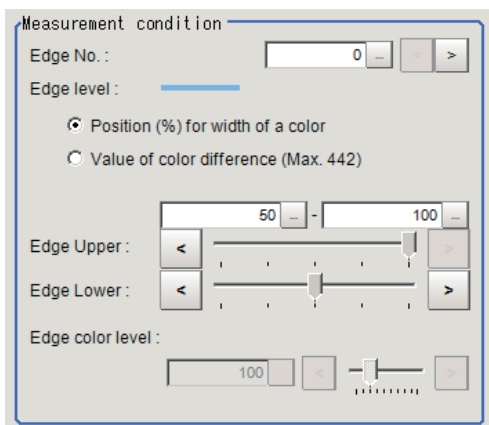 Measurement condition
Edge No. : 0 ... < >
Edge level :
Position (%) for width of a color
Value of color difference (Max. 442)
50 ... - 100 ...
Edge Upper : < >
Edge Lower : < >
Edge color level :
100 ... < >